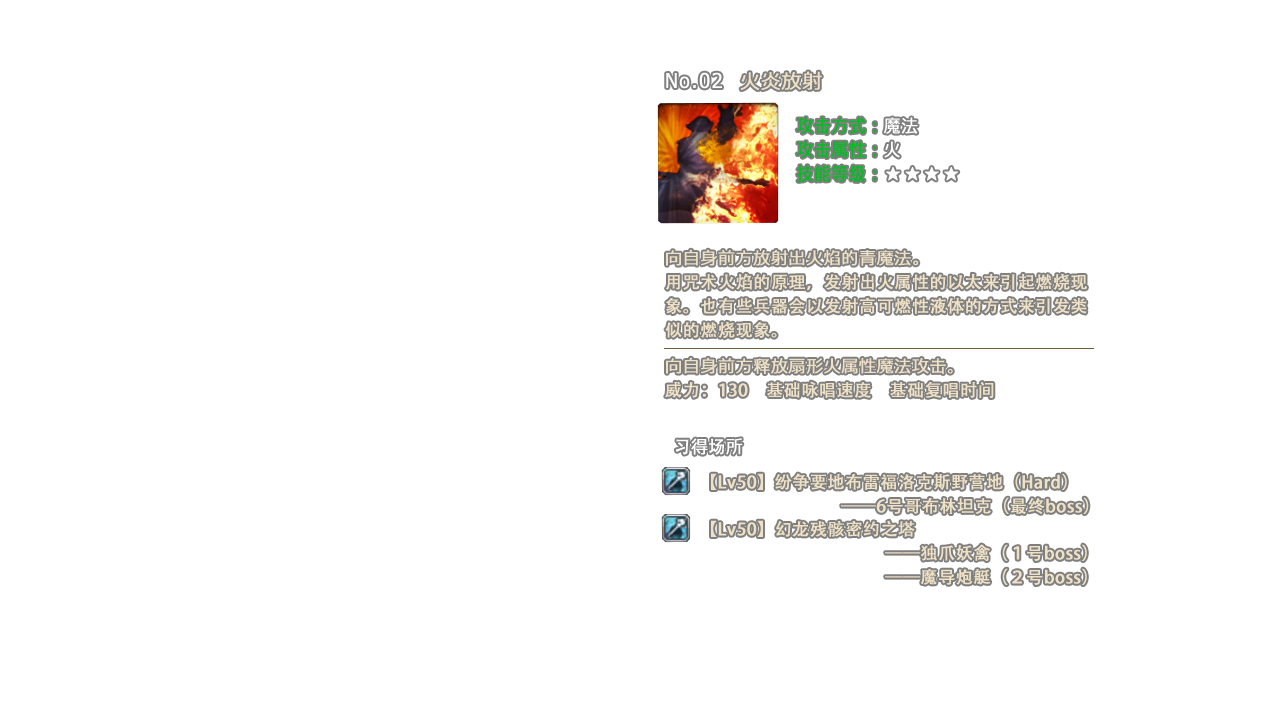 No.02 火炎放射
攻击方式：魔法
攻击属性：火
技能等级：☆☆☆☆
向自身前方放射出火焰的青魔法。
用咒术火焰的原理，发射出火属性的以太来引起燃烧现
象。也有些兵器会以发射高可燃性液体的方式来引发类
似的燃烧现象。
向自身前方释放扇形火属性魔法攻击。
威力：130 基础咏唱速度 基础复唱时间
习得场所
【Lv50】纷争要地布雷福洛克斯野营地（Hard）
——6号哥布林坦克（最终boss）
【Lv50】幻龙残骸密约之塔
——独爪妖禽（１号boss）
——魔导炮艇（２号boss）